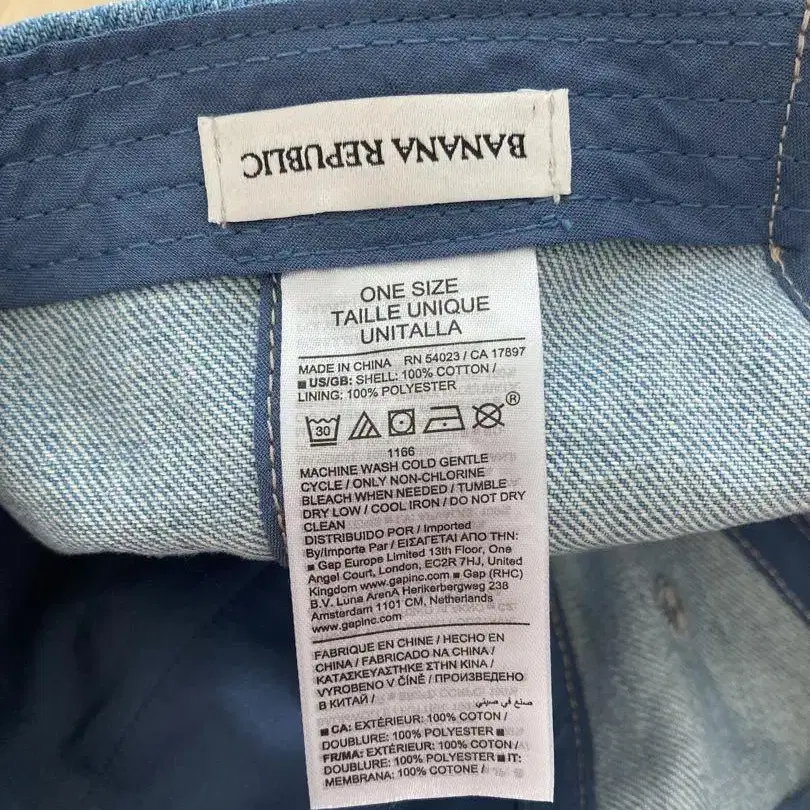 BANANA REPUBLIC
ONE SIZE
TAILLE UNIQUE
UNITALLA
MADE IN CHINA RN 54023 / CA 17897
■ US/GB: SHELL: 100% COTTON /
LINING: 100% POLYESTER
30
®
1166
MACHINE WASH COLD GENTLE
CYCLE / ONLY NON-CHLORINE
BLEACH WHEN NEEDED / TUMBLE
DRY LOW / COOL IRON / DO NOT DRY
CLEAN
DISTRIBUIDO POR / Imported
By/Importe Par / ΕΙΣΑΓΕΤΑΙ ΑΠΟ ΤΗΝ:
■ Gap Europe Limited 13th Floor, One
Angel Court, London, EC2R 7HJ, United
Kingdom www.gapinc.com ■ Gap (RHC)
B.V. Luna ArenA Herikerbergweg 238
Amsterdam 1101 CM, Netherlands
www.gapinc.com
FABRIQUE EN CHINE / HECHO EN
CHINA / FABRICADO NA CHINA /
ΚΑΤΑΣΚΕΥΑΣΤΗΚΕ ΣΤΗΝ ΚΙΝΑ /
VYROBENO V ČÍNĚ / ПРОИЗВЕДЕНО
В КИТАЙ / صنع في صيني
■ CA: EXTÉRIEUR: 100% COTON /
DOUBLURE: 100% POLYESTER ■
FR/MA: EXTÉRIEUR: 100% COTON /
DOUBLURE: 100% POLYESTER ■ IT:
MEMBRANA: 100% COTONE /